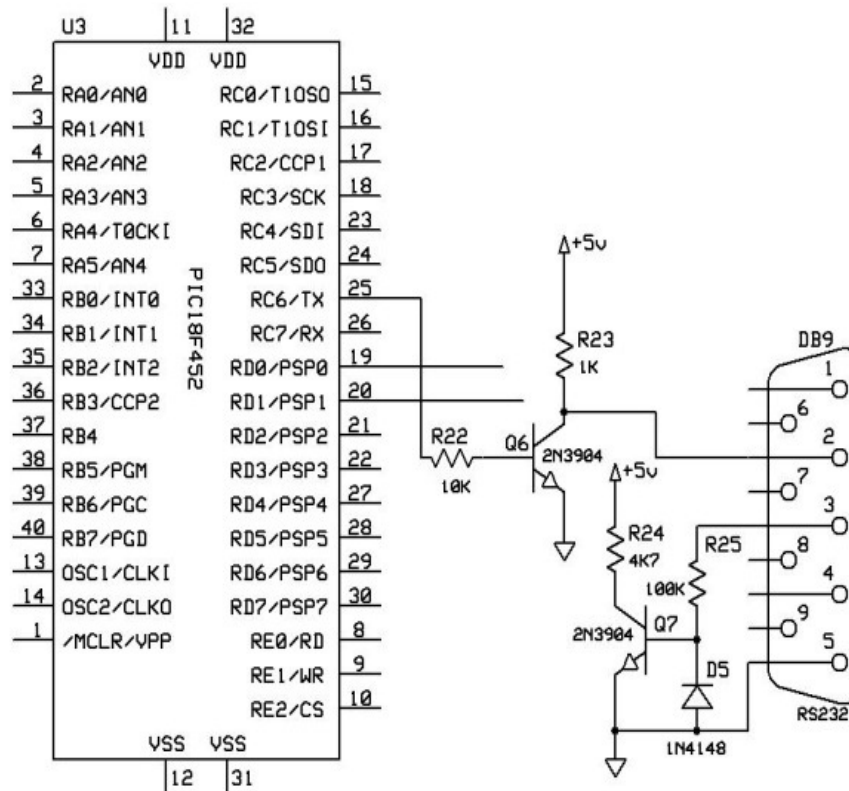 U3
11
32
VDD
VDD
2
RA0/AN0
3
RA1/AN1
4
RA2/AN2
5
RA3/AN3
6
RA4/T0CKI
7
RA5/AN4
33
RB0/INT0
34
RB1/INT1
35
RB2/INT2
36
RB3/CCP2
37
RB4
38
RB5/PGM
39
RB6/PGC
40
RB7/PGD
13
OSC1/CLKI
14
OSC2/CLKO
1
/MCLR/VPP
PIC18F452
RC0/T1OSO
15
RC1/T1OSI
16
RC2/CCP1
17
RC3/SCK
18
RC4/SDI
23
RC5/SDO
24
RC6/TX
25
RC7/RX
26
RD0/PSP0
19
RD1/PSP1
20
RD2/PSP2
21
RD3/PSP3
22
RD4/PSP4
27
RD5/PSP5
28
RD6/PSP6
29
RD7/PSP7
30
RE0/RD
8
RE1/WR
9
RE2/CS
10
VSS
VSS
12
31
R22
10K
Q6
2N3904
+5v
R23
1K
+5v
R24
4K7
2N3904
Q7
R25
100K
D5
1N4148
DB9
1
6
2
7
3
8
4
9
5
RS232